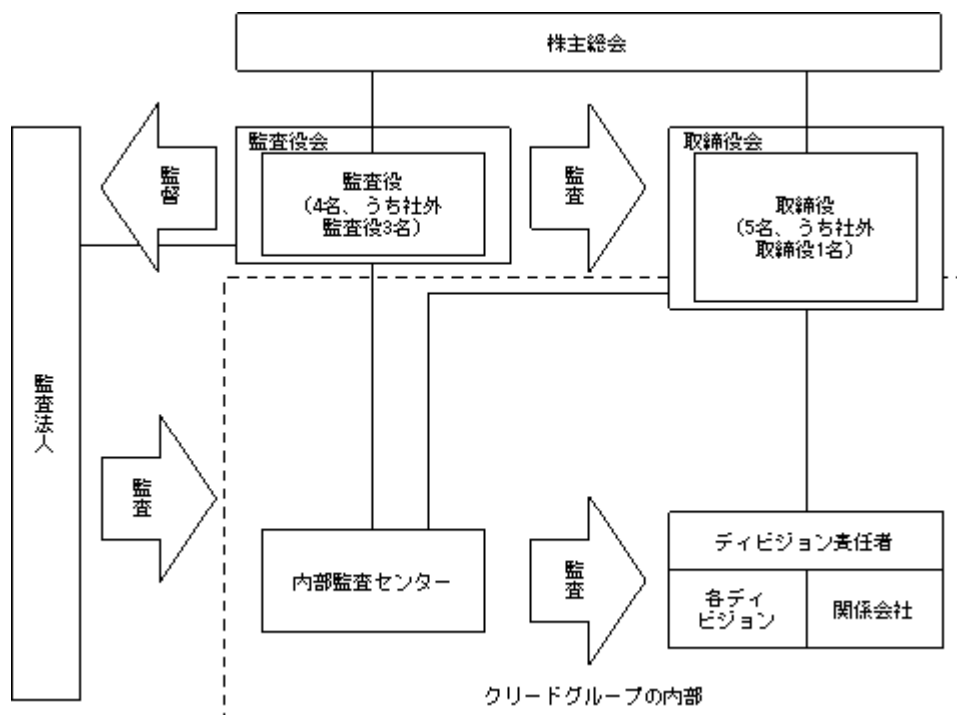 株主総会
監査役会
監査役
（4名、うち社外
監査役3名）
監督
監査
取締役会
取締役
（5名、うち社外
取締役1名）
監査法人
監査
内部監査センター
監査
ディビジョン責任者
各ディ
ビジョン
関係会社
クリードグループの内部